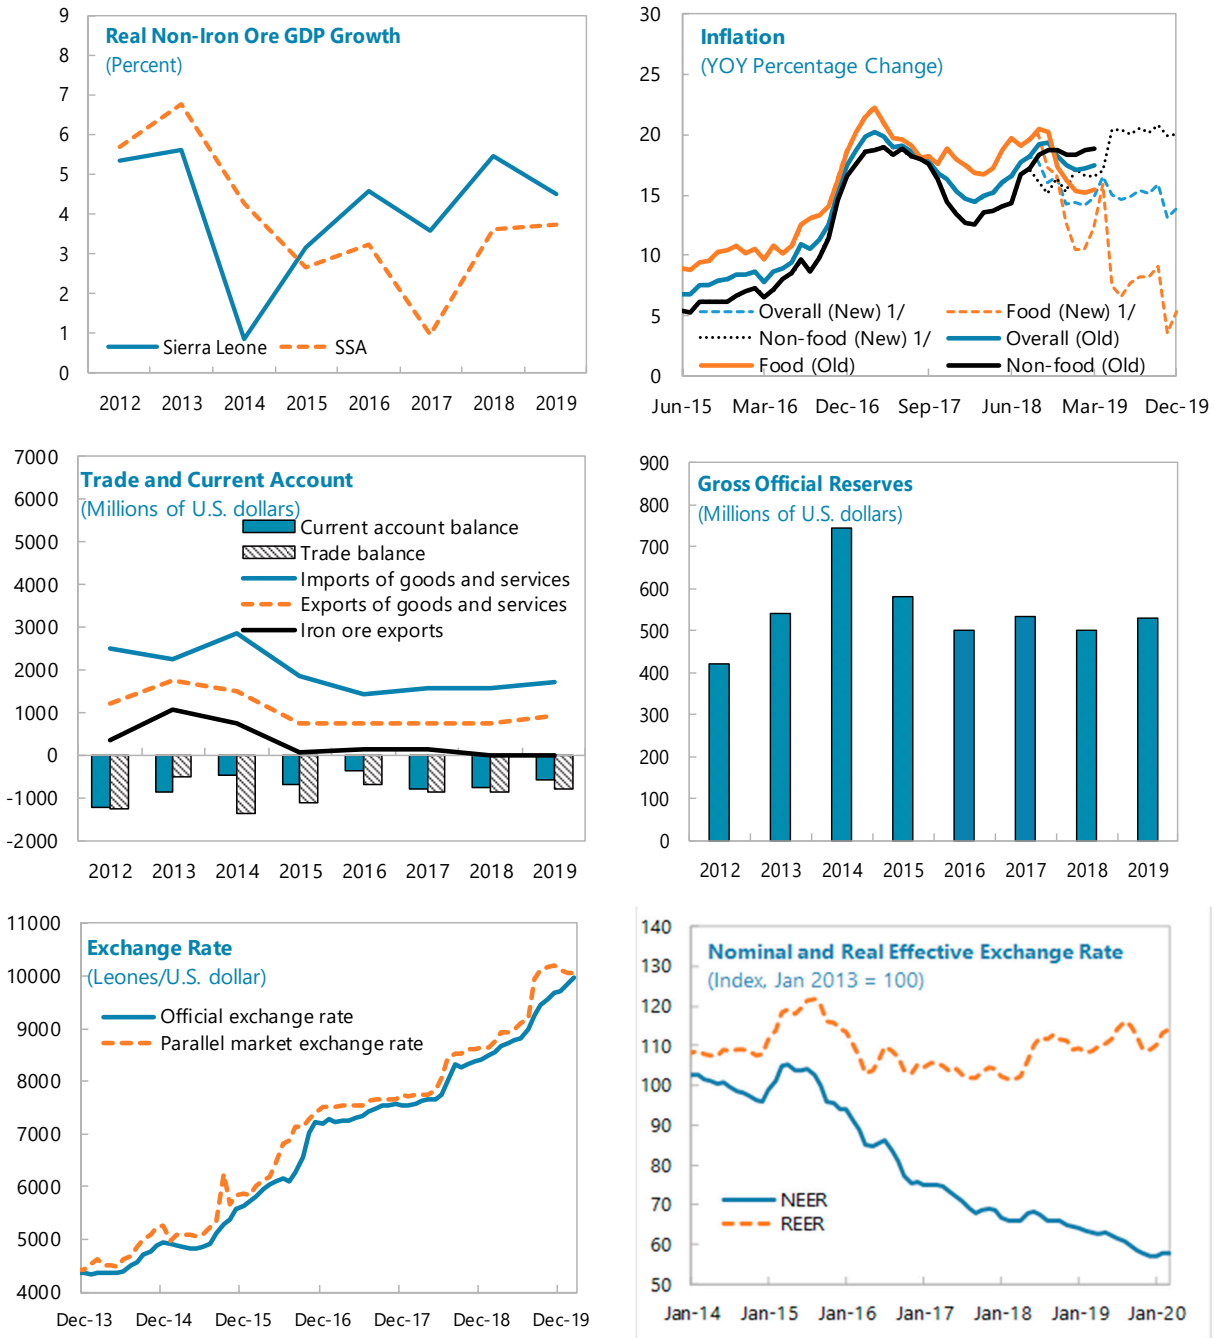 Real Non-Iron Ore GDP Growth
(Percent)
9
8
7
6
5
4
3
2
1
0
Sierra Leone
SSA
2012 2013 2014 2015 2016 2017 2018 2019
Inflation
(YOY Percentage Change)
30
25
20
15
10
5
0
Overall (New) 1/
Food (New) 1/
Non-food (New) 1/
Overall (Old)
Food (Old)
Non-food (Old)
Jun-15 Mar-16 Dec-16 Sep-17 Jun-18 Mar-19 Dec-19
Trade and Current Account
(Millions of U.S. dollars)
7000
6000
5000
4000
3000
2000
1000
0
-1000
-2000
Current account balance
Trade balance
Imports of goods and services
Exports of goods and services
Iron ore exports
2012 2013 2014 2015 2016 2017 2018 2019
Gross Official Reserves
(Millions of U.S. dollars)
900
800
700
600
500
400
300
200
100
0
2012 2013 2014 2015 2016 2017 2018 2019
Exchange Rate
(Leones/U.S. dollar)
11000
10000
9000
8000
7000
6000
5000
4000
Official exchange rate
Parallel market exchange rate
Dec-13 Dec-14 Dec-15 Dec-16 Dec-17 Dec-18 Dec-19
Nominal and Real Effective Exchange Rate
(Index, Jan 2013 = 100)
140
130
120
110
100
90
80
70
60
50
NEER
REER
Jan-14 Jan-15 Jan-16 Jan-17 Jan-18 Jan-19 Jan-20